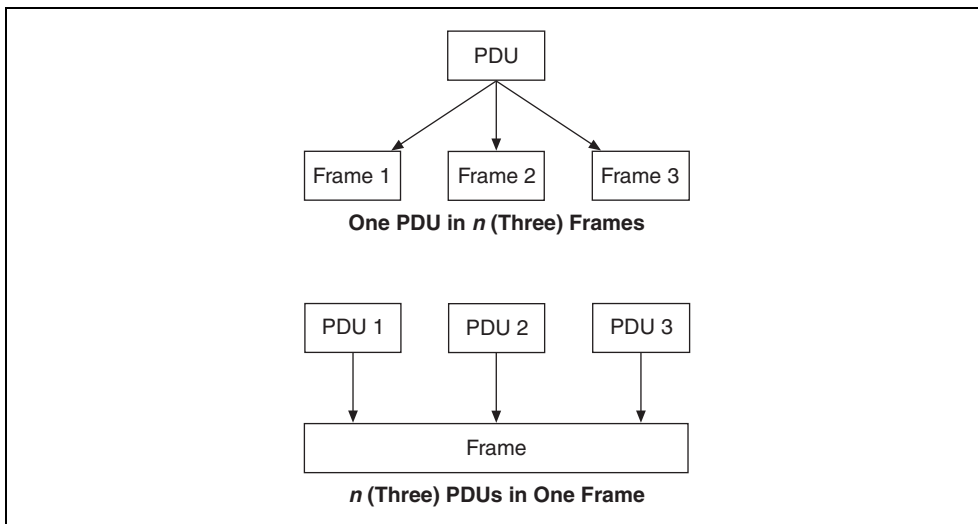 PDU
Frame 1
Frame 2
Frame 3
One PDU in n (Three) Frames
PDU 1
PDU 2
PDU 3
Frame
n (Three) PDUs in One Frame